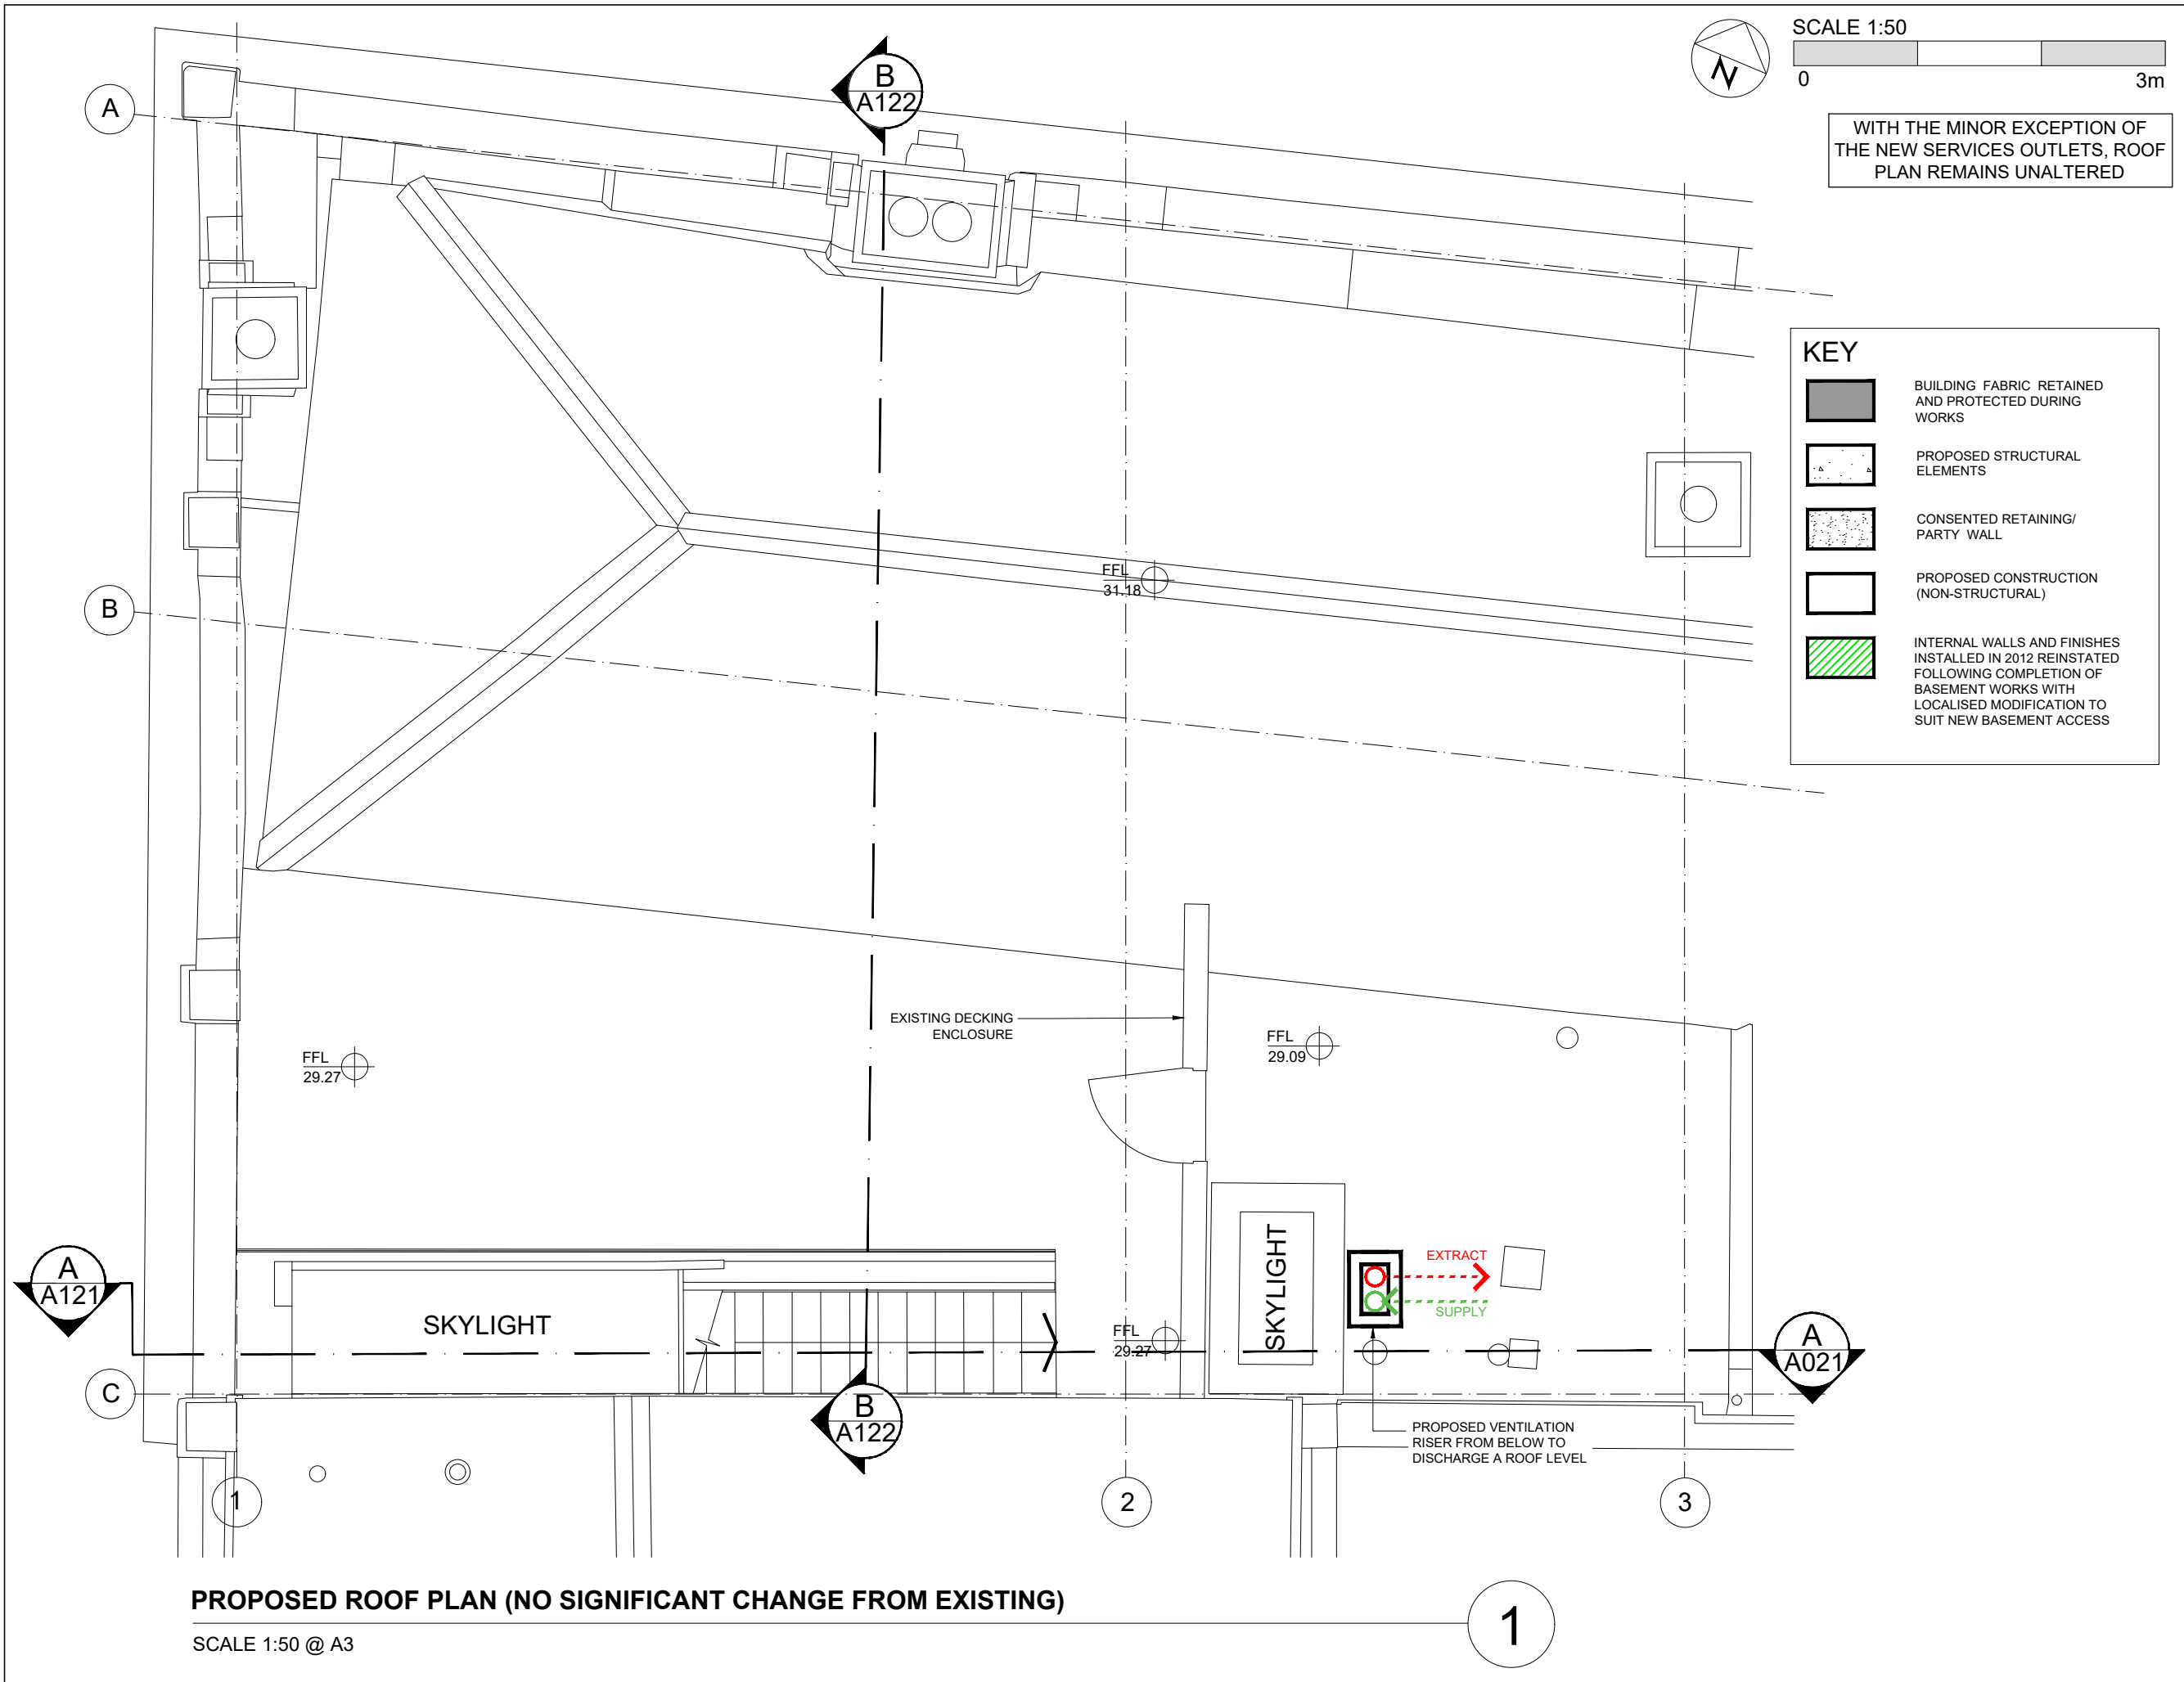 SCALE 1:50
0
3m
N
WITH THE MINOR EXCEPTION OF
THE NEW SERVICES OUTLETS, ROOF
PLAN REMAINS UNALTERED
B
A122
A
KEY
BUILDING FABRIC RETAINED
AND PROTECTED DURING
WORKS
PROPOSED STRUCTURAL
ELEMENTS
CONSENTED RETAINING/
PARTY WALL
PROPOSED CONSTRUCTION
(NON-STRUCTURAL)
INTERNAL WALLS AND FINISHES
INSTALLED IN 2012 REINSTATED
FOLLOWING COMPLETION OF
BASEMENT WORKS WITH
LOCALISED MODIFICATION TO
SUIT NEW BASEMENT ACCESS
FFL
31.18
B
EXISTING DECKING
ENCLOSURE
FFL
29.27
FFL
29.09
A
A121
SKYLIGHT
FFL
29.27
SKYLIGHT
EXTRACT
SUPPLY
A
A021
C
B
A122
PROPOSED VENTILATION
RISER FROM BELOW TO
DISCHARGE A ROOF LEVEL
1
2
3
PROPOSED ROOF PLAN (NO SIGNIFICANT CHANGE FROM EXISTING)
SCALE 1:50 @ A3
1